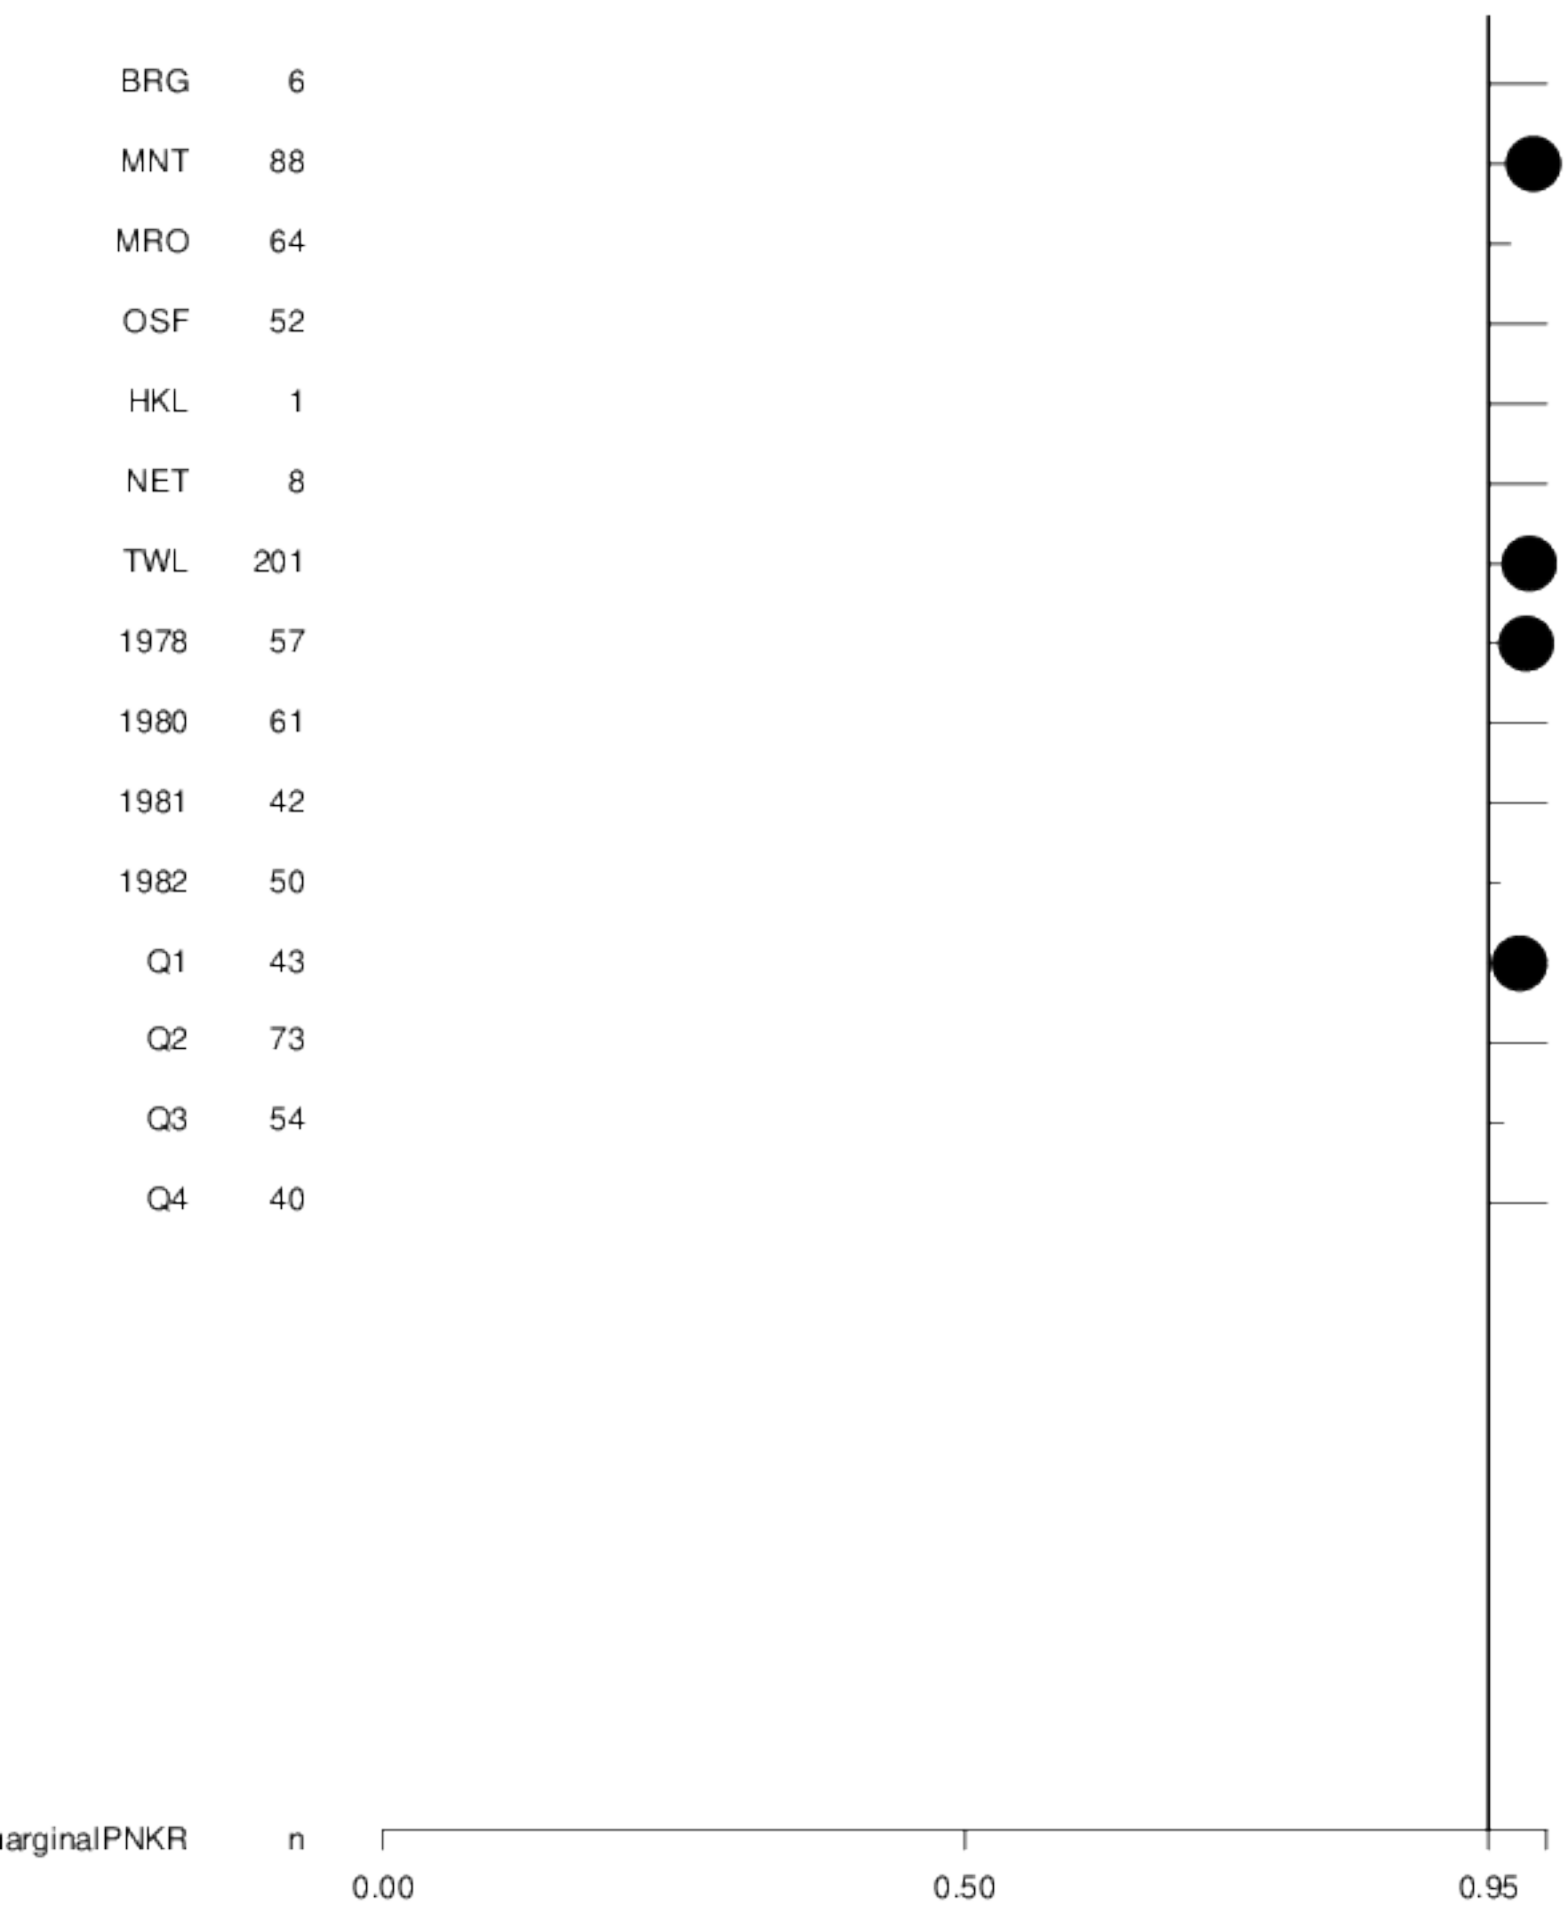 BRG 6
MNT 88
MRO 64
OSF 52
HKL 1
NET 8
TWL 201
1978 57
1980 61
1981 42
1982 50
Q1 43
Q2 73
Q3 54
Q4 40
arginalPNKR n
0.00 0.50 0.95